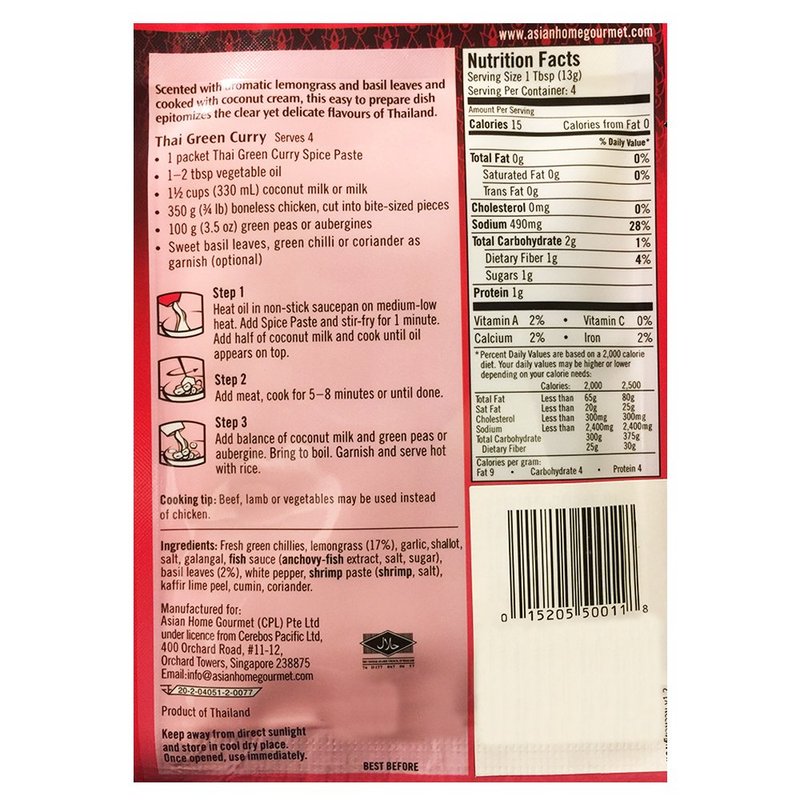 www.asianhomegourmet.com
Scented with aromatic lemongrass and basil leaves and
cooked with coconut cream, this easy to prepare dish
epitomizes the clear yet delicate flavours of Thailand.
Thai Green Curry Serves 4
• 1 packet Thai Green Curry Spice Paste
• 1–2 tbsp vegetable oil
• 1½ cups (330 mL) coconut milk or milk
• 350 g (¾ lb) boneless chicken, cut into bite-sized pieces
• 100 g (3.5 oz) green peas or aubergines
• Sweet basil leaves, green chilli or coriander as
garnish (optional)
Step 1
Heat oil in non-stick saucepan on medium-low
heat. Add Spice Paste and stir-fry for 1 minute.
Add half of coconut milk and cook until oil
appears on top.
Step 2
Add meat, cook for 5–8 minutes or until done.
Step 3
Add balance of coconut milk and green peas or
aubergine. Bring to boil. Garnish and serve hot
with rice.
Cooking tip: Beef, lamb or vegetables may be used instead
of chicken.
Ingredients: Fresh green chillies, lemongrass (17%), garlic, shallot,
salt, galangal, fish sauce (anchovy-fish extract, salt, sugar),
basil leaves (2%), white pepper, shrimp paste (shrimp, salt),
kaffir lime peel, cumin, coriander.
Manufactured for:
Asian Home Gourmet (CPL) Pte Ltd
under licence from Cerebos Pacific Ltd,
400 Orchard Road, #11-12,
Orchard Towers, Singapore 238875
Email:info@asianhomegourmet.com
20-2-04051-2-0077
Product of Thailand
Keep away from direct sunlight
and store in cool dry place.
Once opened, use immediately.
BEST BEFORE
حلال
Nutrition Facts
Serving Size 1 Tbsp (13g)
Serving Per Container: 4
Amount Per Serving
Calories 15 Calories from Fat 0
% Daily Value*
Total Fat 0g 0%
Saturated Fat 0g 0%
Trans Fat 0g
Cholesterol 0mg 0%
Sodium 490mg 28%
Total Carbohydrate 2g 1%
Dietary Fiber 1g 4%
Sugars 1g
Protein 1g
Vitamin A 2% • Vitamin C 0%
Calcium 2% • Iron 2%
*Percent Daily Values are based on a 2,000 calorie
diet. Your daily values may be higher or lower
depending on your calorie needs:
Calories: 2,000 2,500
Total Fat Less than 65g 80g
Sat Fat Less than 20g 25g
Cholesterol Less than 300mg 300mg
Sodium Less than 2,400mg 2,400mg
Total Carbohydrate 300g 375g
Dietary Fiber 25g 30g
Calories per gram:
Fat 9 • Carbohydrate 4 • Protein 4
0 15205 50011 8